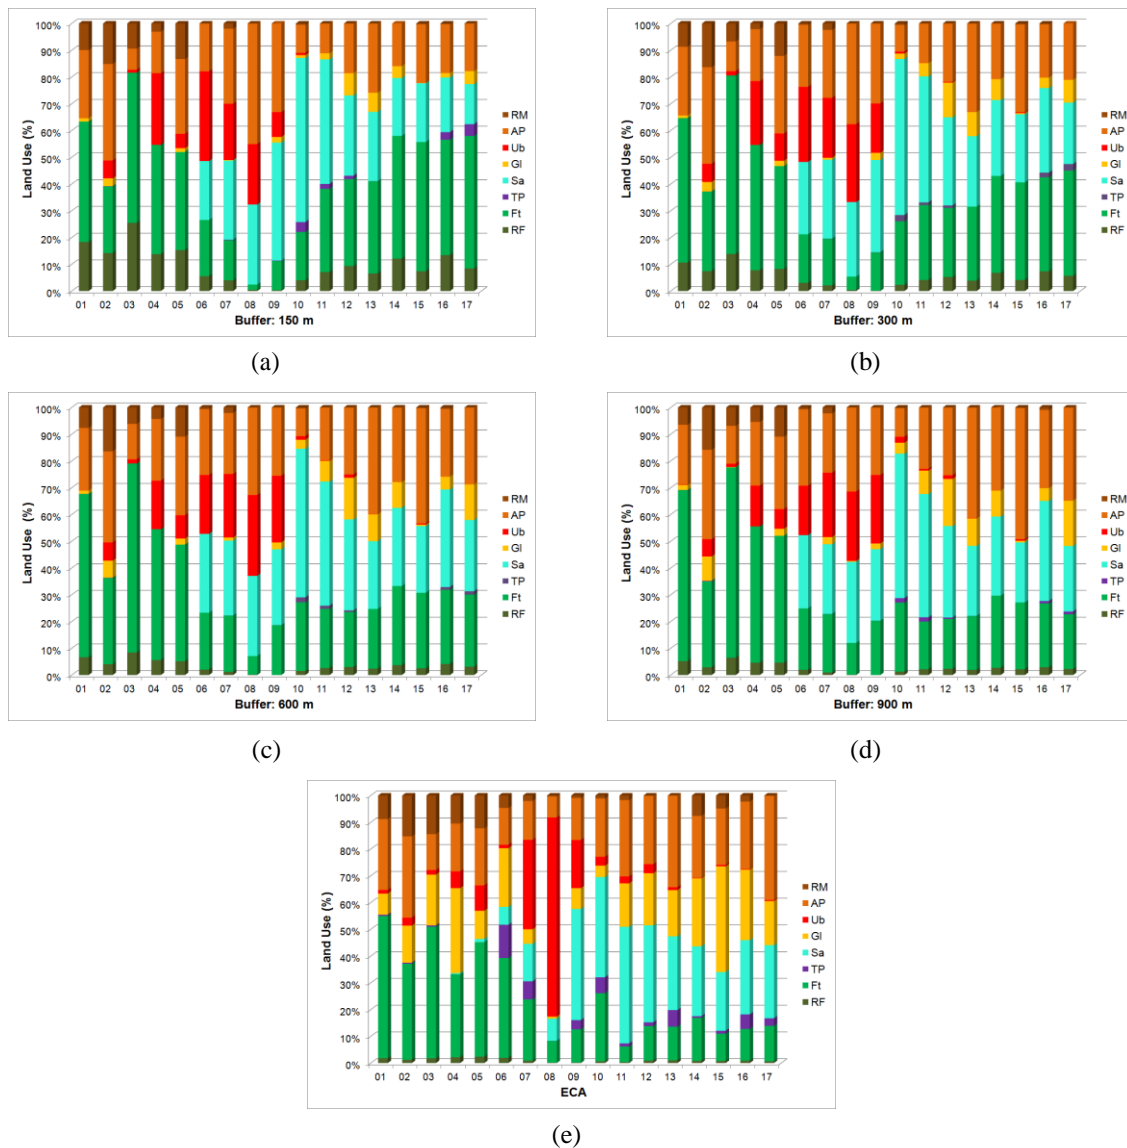 100%
90%
80%
70%
60%
50%
40%
30%
20%
10%
0%
Land Use (%)
01 02 03 04 05 06 07 08 09 10 11 12 13 14 15 16 17
Buffer: 150 m
RM
AP
Ub
Gl
Sa
TP
Ft
RF
(a)
100%
90%
80%
70%
60%
50%
40%
30%
20%
10%
0%
Land Use (%)
01 02 03 04 05 06 07 08 09 10 11 12 13 14 15 16 17
Buffer: 300 m
RM
AP
Ub
Gl
Sa
TP
Ft
RF
(b)
100%
90%
80%
70%
60%
50%
40%
30%
20%
10%
0%
Land Use (%)
01 02 03 04 05 06 07 08 09 10 11 12 13 14 15 16 17
Buffer: 600 m
RM
AP
Ub
Gl
Sa
TP
Ft
RF
(c)
100%
90%
80%
70%
60%
50%
40%
30%
20%
10%
0%
Land Use (%)
01 02 03 04 05 06 07 08 09 10 11 12 13 14 15 16 17
Buffer: 900 m
RM
AP
Ub
Gl
Sa
TP
Ft
RF
(d)
100%
90%
80%
70%
60%
50%
40%
30%
20%
10%
0%
Land Use (%)
01 02 03 04 05 06 07 08 09 10 11 12 13 14 15 16 17
ECA
RM
AP
Ub
Gl
Sa
TP
Ft
RF
(e)